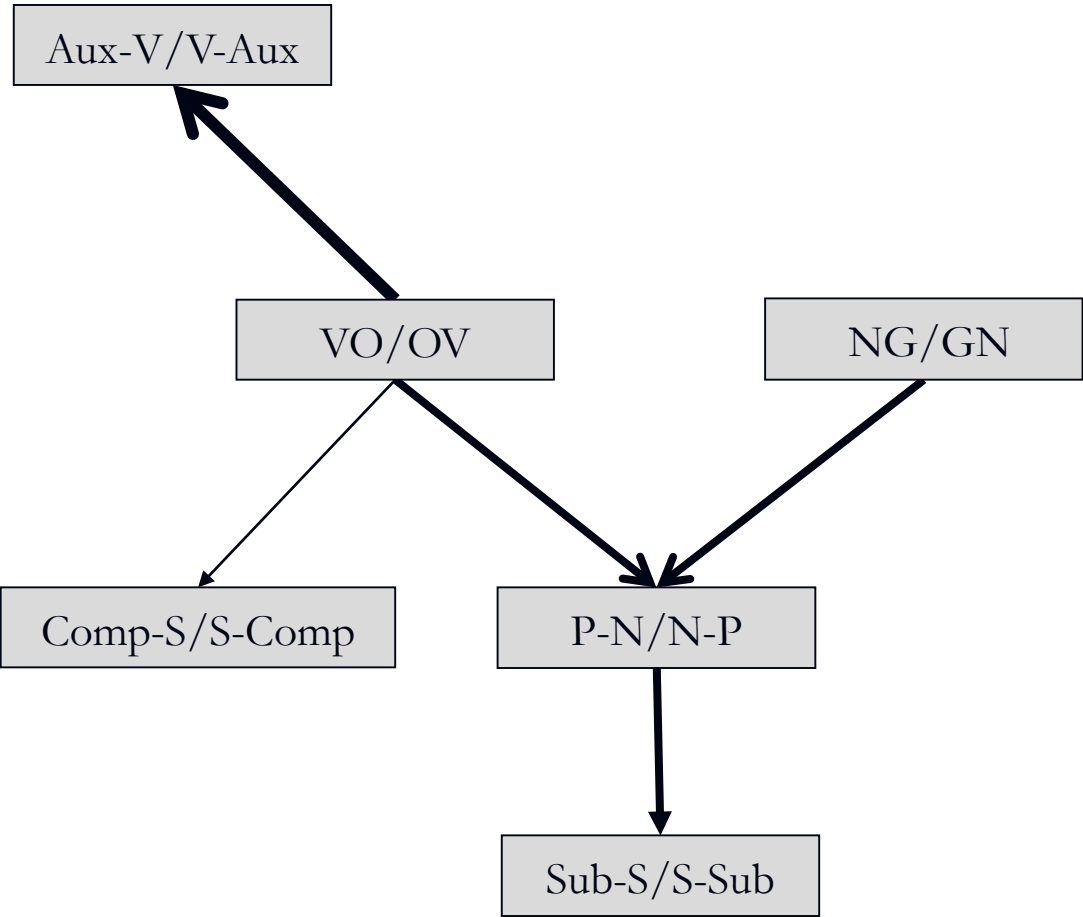 Aux-V/V-Aux
VO/OV
NG/GN
Comp-S/S-Comp
P-N/N-P
Sub-S/S-Sub